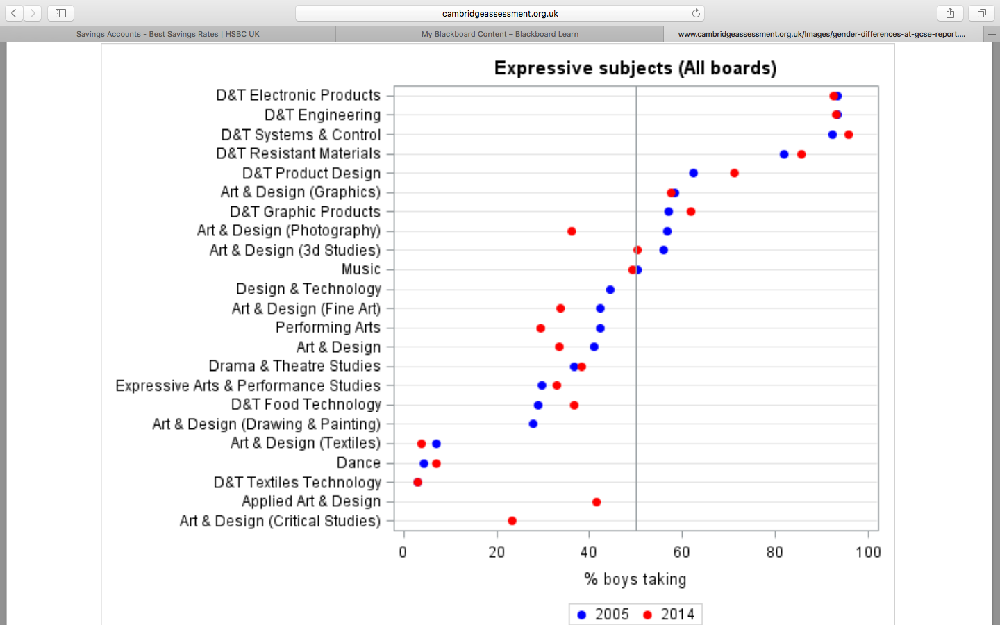 cambridgeassessment.org.uk
Savings Accounts - Best Savings Rates | HSBC UK
My Blackboard Content – Blackboard Learn
www.cambridgeassessment.org.uk/Images/gender-differences-at-gcse-report....
Expressive subjects (All boards)
D&T Electronic Products
D&T Engineering
D&T Systems & Control
D&T Resistant Materials
D&T Product Design
Art & Design (Graphics)
D&T Graphic Products
Art & Design (Photography)
Art & Design (3d Studies)
Music
Design & Technology
Art & Design (Fine Art)
Performing Arts
Art & Design
Drama & Theatre Studies
Expressive Arts & Performance Studies
D&T Food Technology
Art & Design (Drawing & Painting)
Art & Design (Textiles)
Dance
D&T Textiles Technology
Applied Art & Design
Art & Design (Critical Studies)
0 20 40 60 80 100
% boys taking
2005 2014